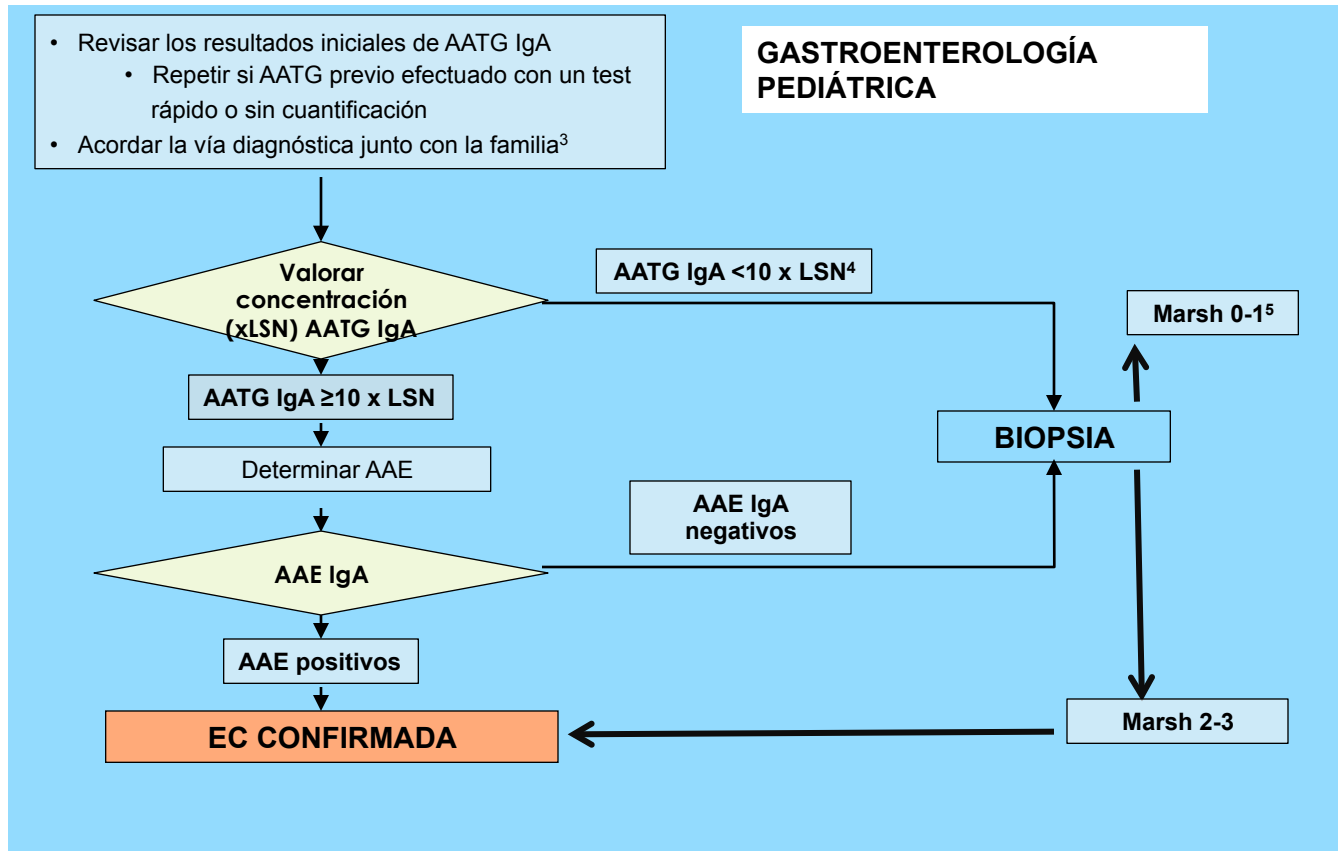 • Revisar los resultados iniciales de AATG IgA
• Repetir si AATG previo efectuado con un test
rápido o sin cuantificación
• Acordar la vía diagnóstica junto con la familia³
GASTROENTEROLOGÍA
PEDIÁTRICA
Valorar
concentración
(xLSN) AATG IgA
AATG IgA <10 x LSN⁴
Marsh 0-1⁵
AATG IgA ≥10 x LSN
BIOPSIA
Determinar AAE
AAE IgA
negativos
AAE IgA
AAE positivos
EC CONFIRMADA
Marsh 2-3